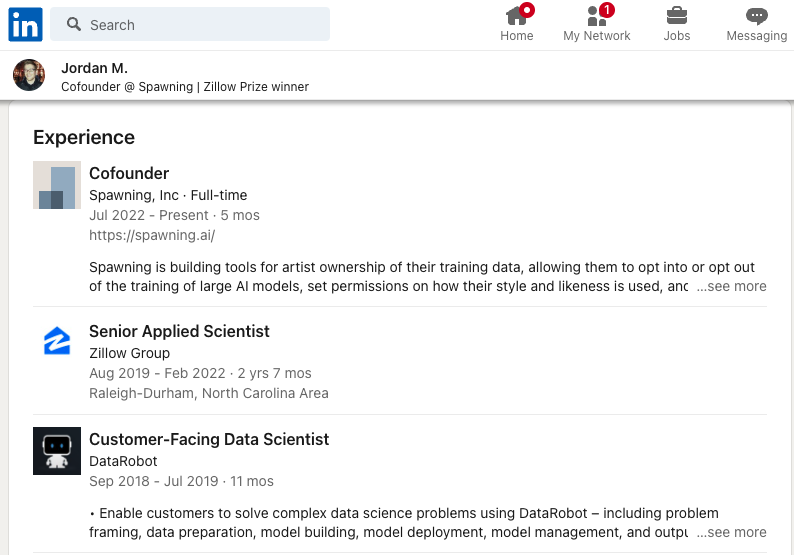 in Search
Home
My Network
Jobs
Messaging
1
Jordan M.
Cofounder @ Spawning | Zillow Prize winner
Experience
Cofounder
Spawning, Inc · Full-time
Jul 2022 - Present · 5 mos
https://spawning.ai/
Spawning is building tools for artist ownership of their training data, allowing them to opt into or opt out
of the training of large AI models, set permissions on how their style and likeness is used, and ...see more
Senior Applied Scientist
Zillow Group
Aug 2019 - Feb 2022 · 2 yrs 7 mos
Raleigh-Durham, North Carolina Area
Customer-Facing Data Scientist
DataRobot
Sep 2018 - Jul 2019 · 11 mos
• Enable customers to solve complex data science problems using DataRobot – including problem
framing, data preparation, model building, model deployment, model management, and outpu ...see more